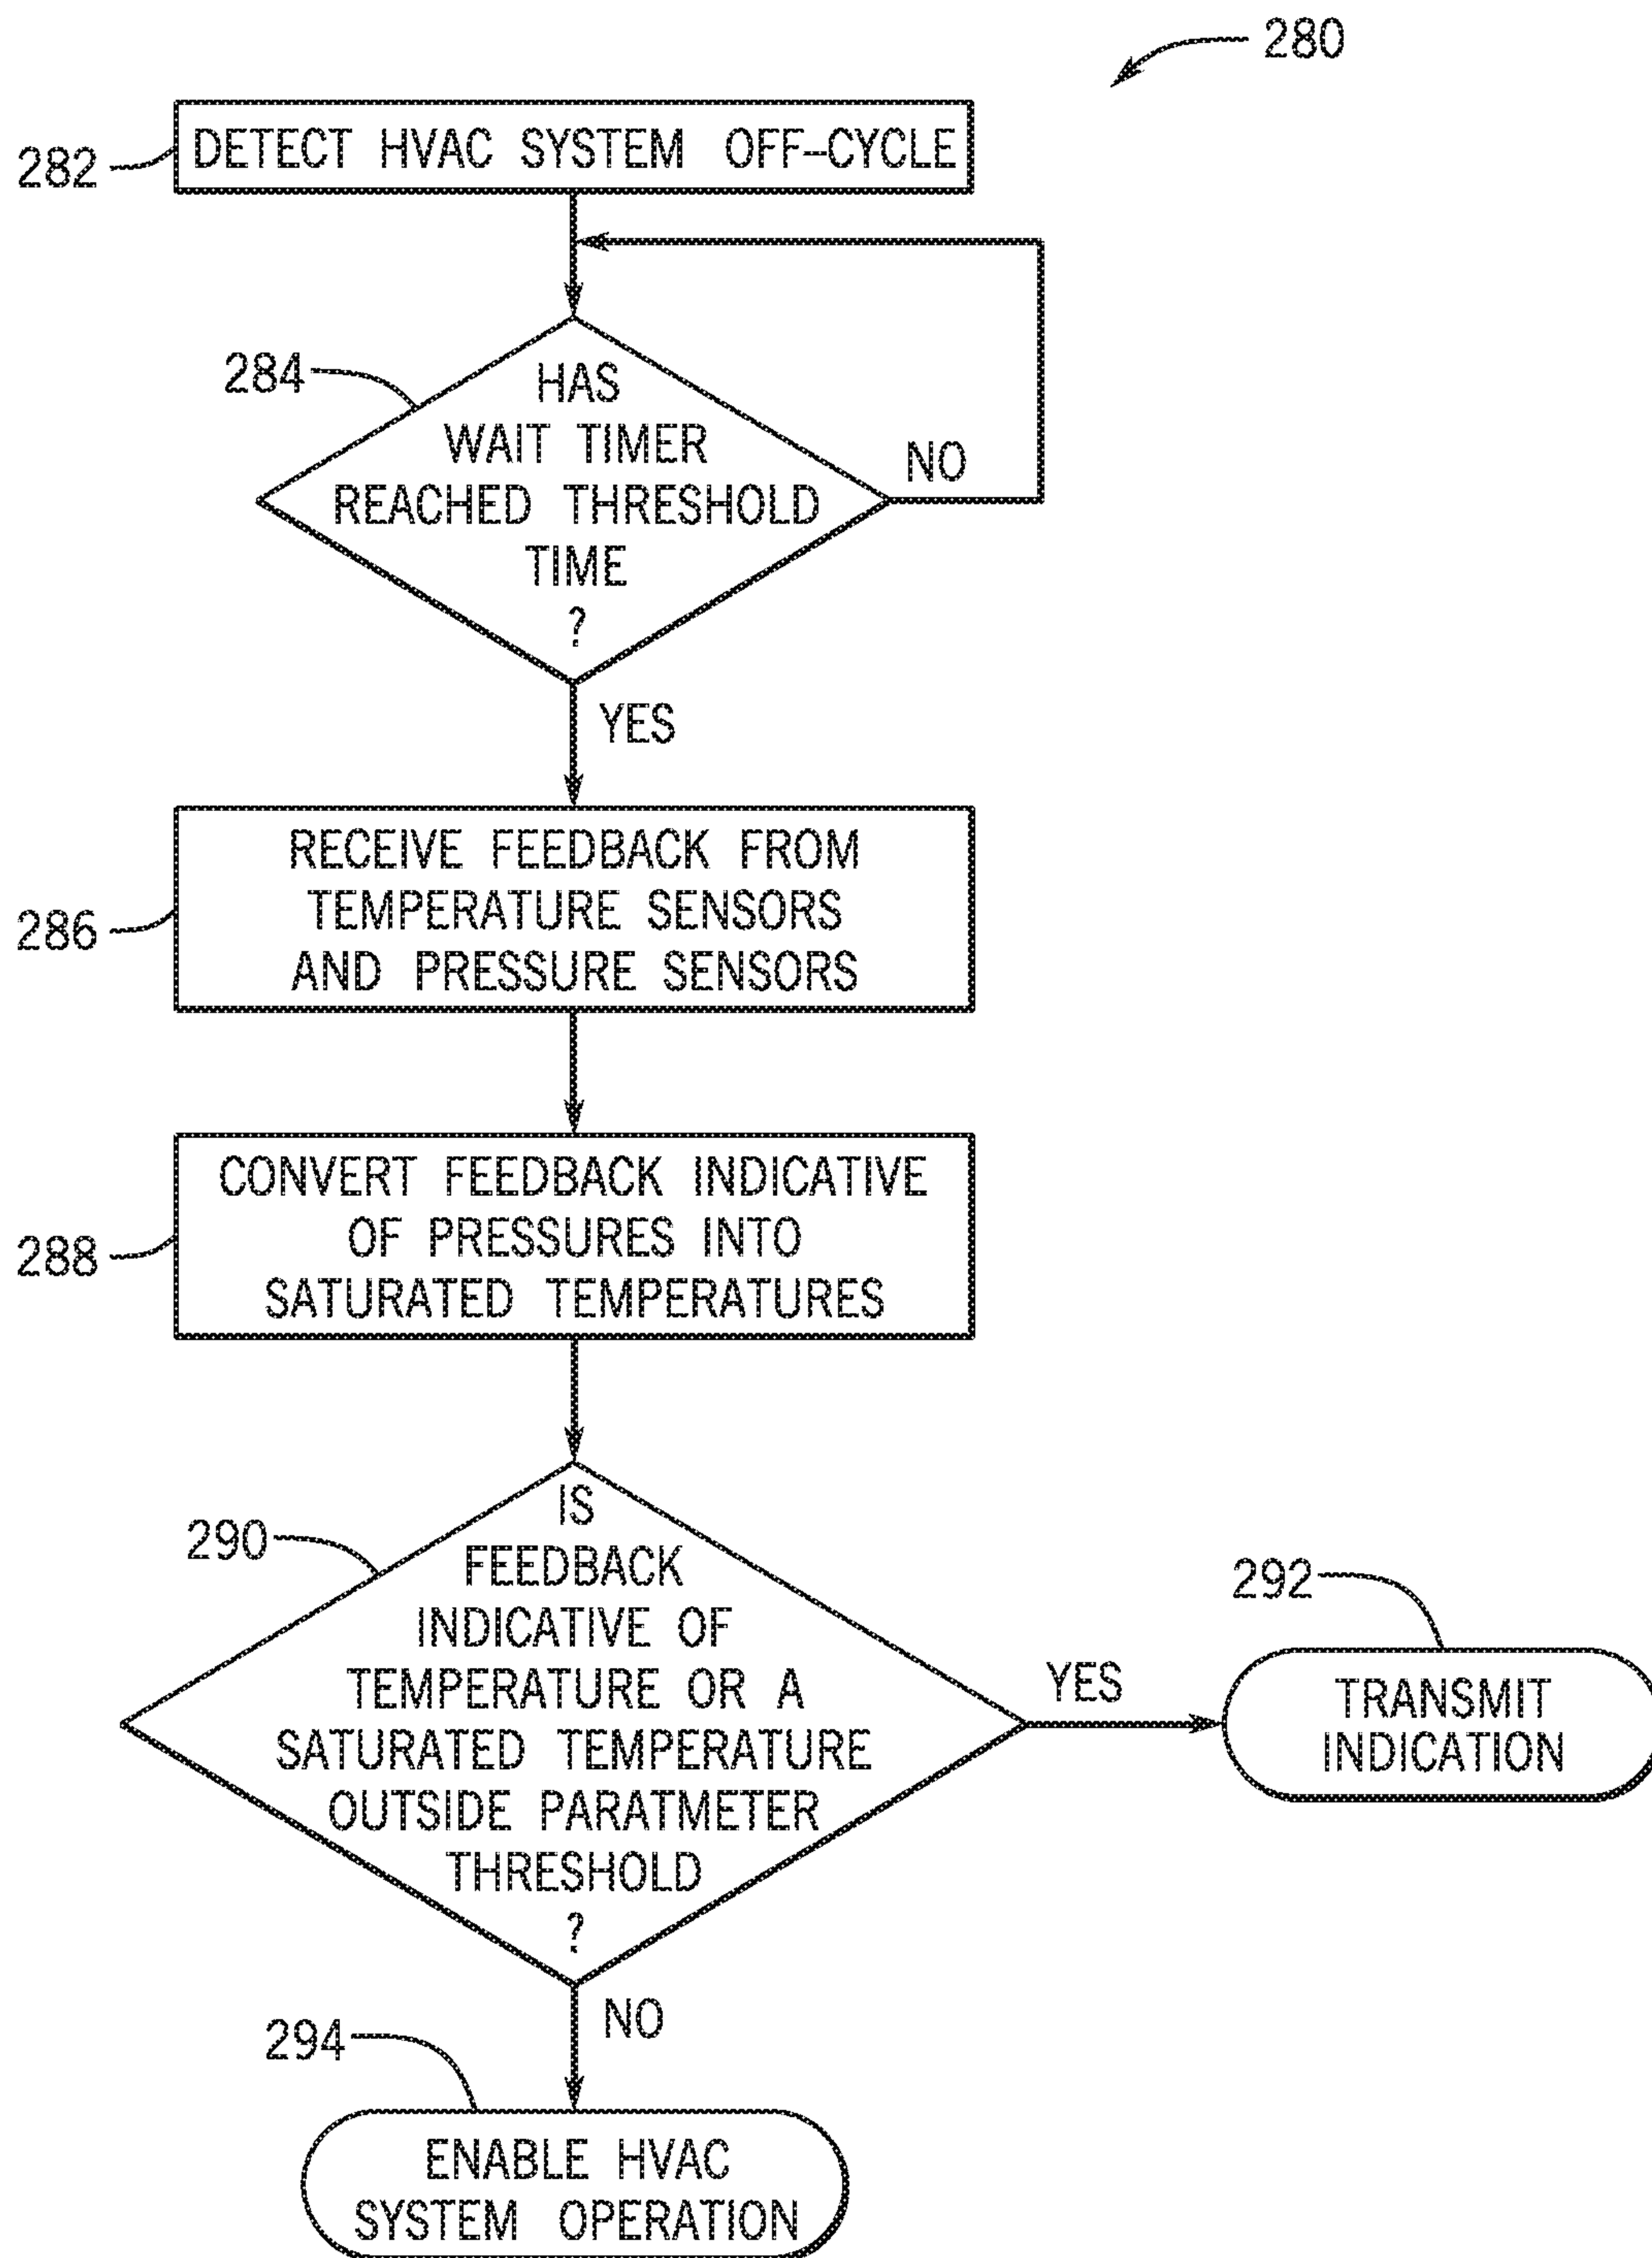 280
282
DETECT HVAC SYSTEM OFF-CYCLE
284
HAS
WAIT TIMER
REACHED THRESHOLD
TIME
?
NO
YES
286
RECEIVE FEEDBACK FROM
TEMPERATURE SENSORS
AND PRESSURE SENSORS
288
CONVERT FEEDBACK INDICATIVE
OF PRESSURES INTO
SATURATED TEMPERATURES
290
IS
FEEDBACK
INDICATIVE OF
TEMPERATURE OR A
SATURATED TEMPERATURE
OUTSIDE PARATMETER
THRESHOLD
?
YES
292
TRANSMIT
INDICATION
NO
294
ENABLE HVAC
SYSTEM OPERATION